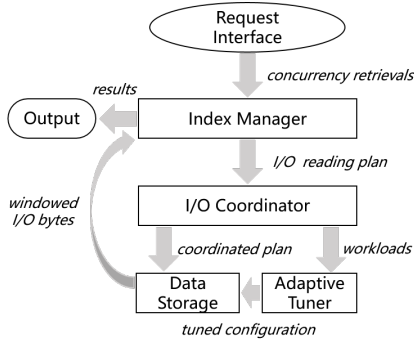 Request
Interface
concurrency retrievals
results
Output
Index Manager
I/O reading plan
windowed
I/O bytes
I/O Coordinator
coordinated plan
workloads
Data
Storage
Adaptive
Tuner
tuned configuration